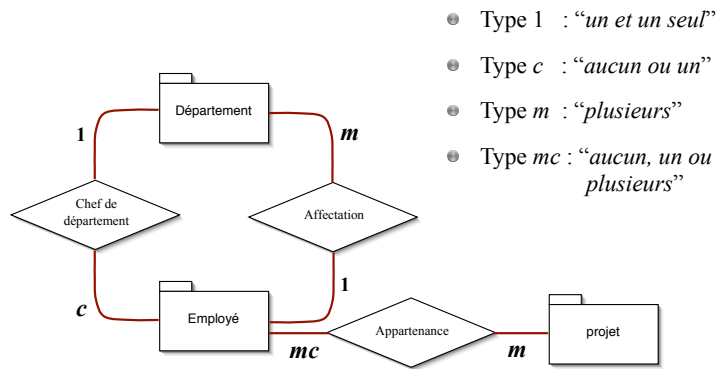 Type 1 : “un et un seul”
Type c : “aucun ou un”
Type m : “plusieurs”
Type mc : “aucun, un ou
plusieurs”
Département
1
m
Chef de
département
Affectation
c
1
Employé
mc
Appartenance
m
projet